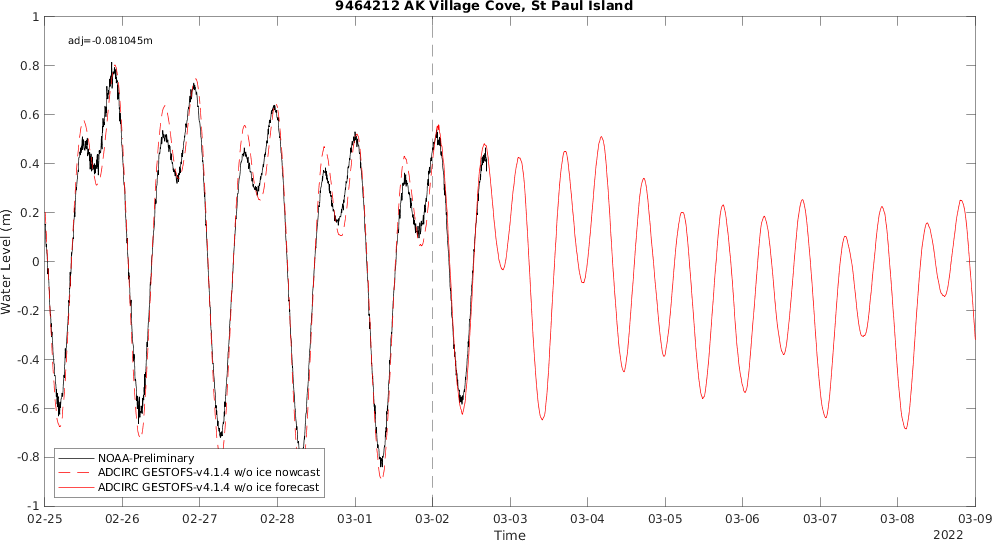 9464212 AK Village Cove, St Paul Island
adj=-0.081045m
1
0.8
0.6
0.4
0.2
0
-0.2
-0.4
-0.6
-0.8
-1
Water Level (m)
NOAA-Preliminary
ADCIRC GESTOFS-v4.1.4 w/o ice nowcast
ADCIRC GESTOFS-v4.1.4 w/o ice forecast
02-25 02-26 02-27 02-28 03-01 03-02 03-03 03-04 03-05 03-06 03-07 03-08 03-09
Time
2022